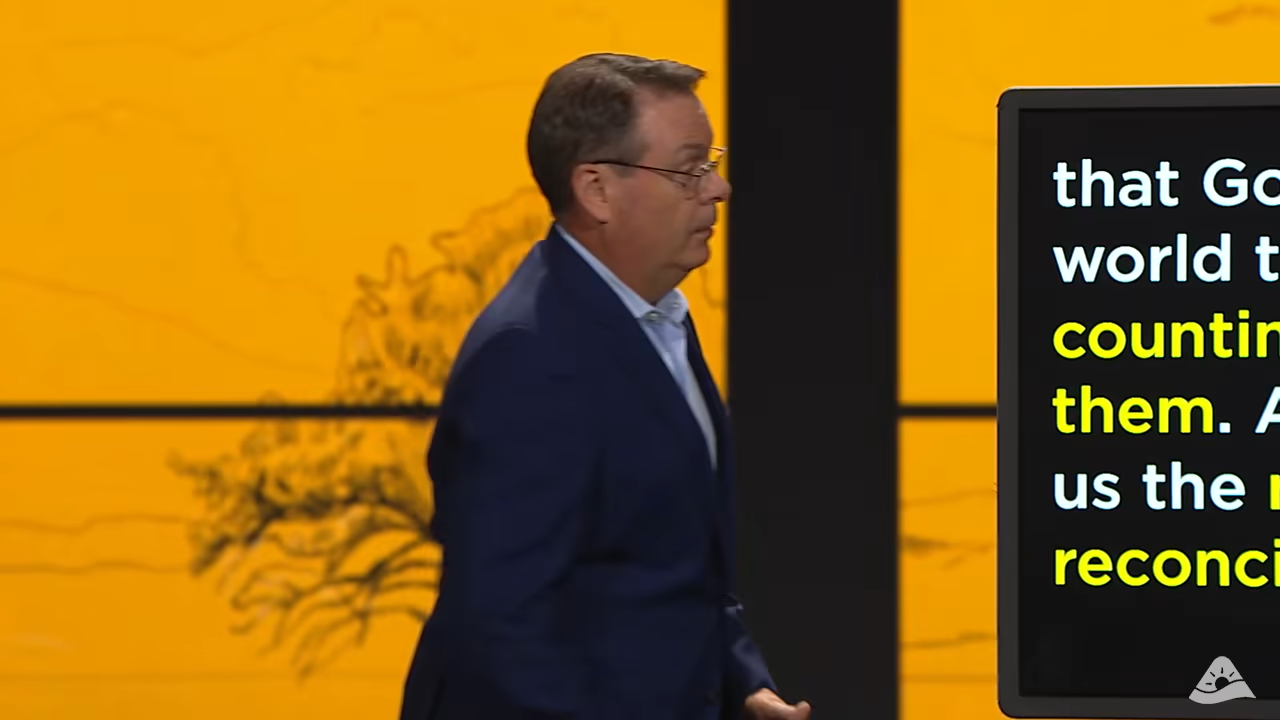 that Go
world t
countin
them. A
us the
reconci